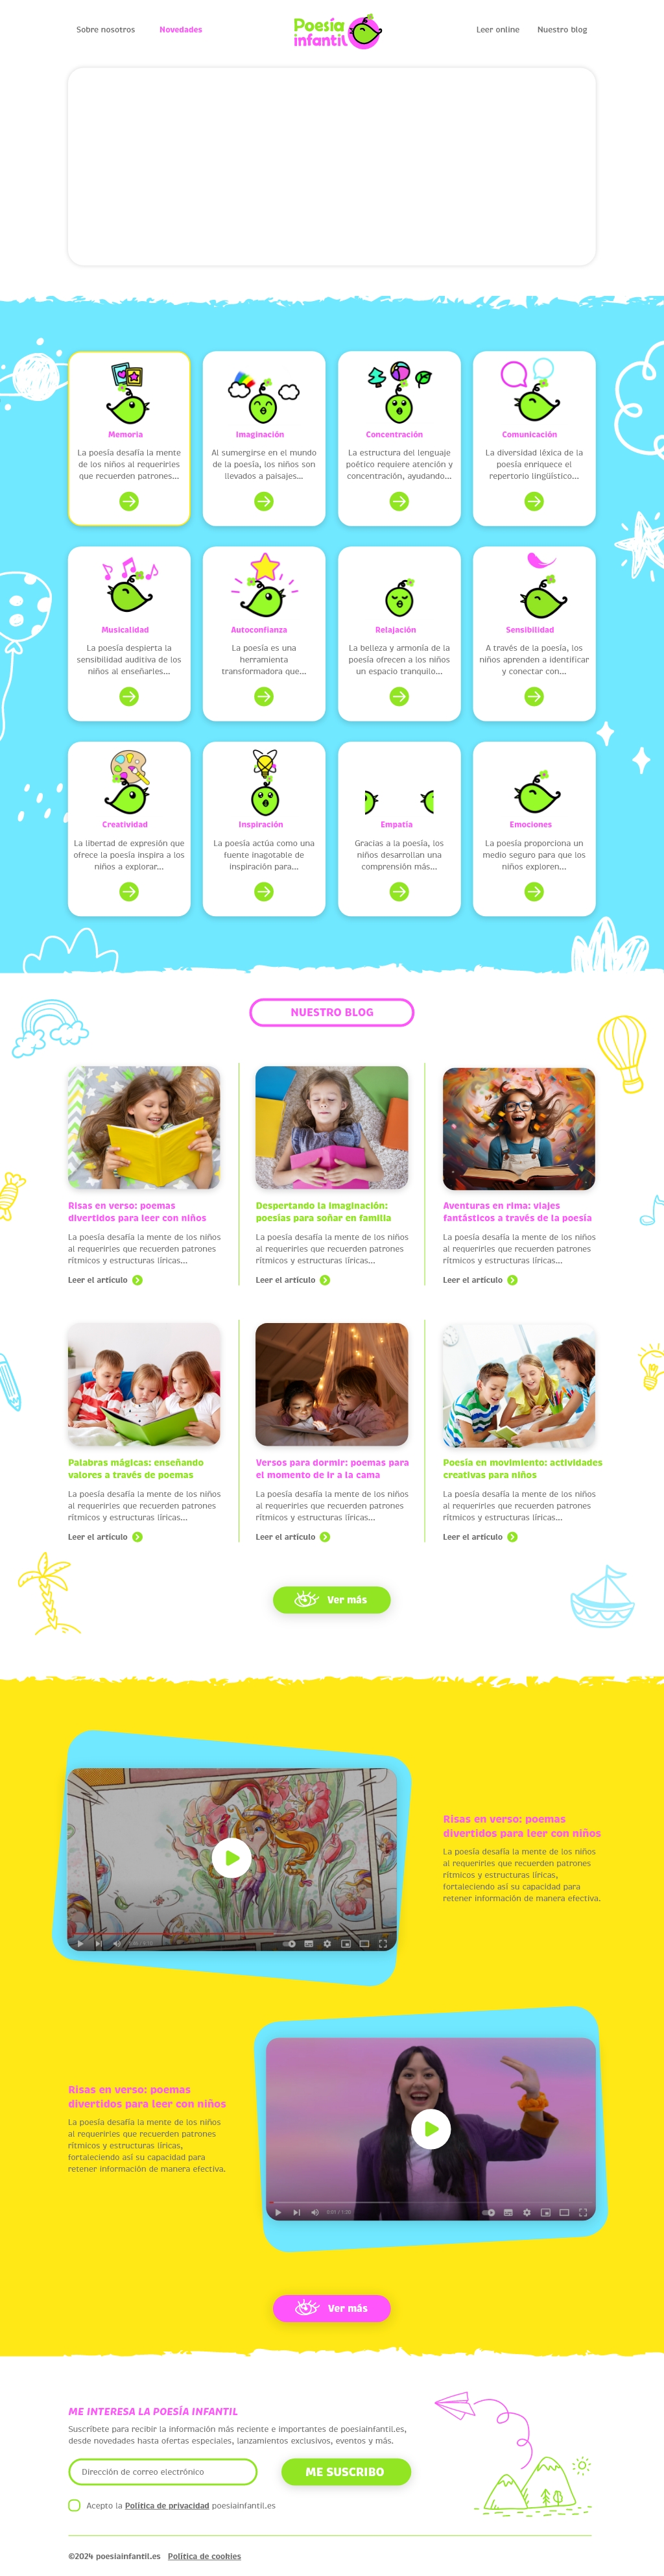 Sobre nosotros
Novedades
Poesía
infantil
Leer online
Nuestro blog
Memoria
La poesía desafía la mente
de los niños al requerirles
que recuerden patrones...
Imaginación
Al sumergirse en el mundo
de la poesía, los niños son
llevados a paisajes...
Concentración
La estructura del lenguaje
poético requiere atención y
concentración, ayudando...
Comunicación
La diversidad léxica de la
poesía enriquece el
repertorio lingüístico...
Musicalidad
La poesía despierta la
sensibilidad auditiva de los
niños al enseñarles...
Autoconfianza
La poesía es una
herramienta
transformadora que...
Relajación
La belleza y armonía de la
poesía ofrecen a los niños
un espacio tranquilo...
Sensibilidad
A través de la poesía, los
niños aprenden a identificar
y conectar con...
Creatividad
La libertad de expresión que
ofrece la poesía inspira a los
niños a explorar...
Inspiración
La poesía actúa como una
fuente inagotable de
inspiración para...
Empatía
Gracias a la poesía, los
niños desarrollan una
comprensión más...
Emociones
La poesía proporciona un
medio seguro para que los
niños exploren...
NUESTRO BLOG
Risas en verso: poemas
divertidos para leer con niños
La poesía desafía la mente de los niños
al requerirles que recuerden patrones
rítmicos y estructuras líricas...
Leer el artículo
Despertando la imaginación:
poesías para soñar en familia
La poesía desafía la mente de los niños
al requerirles que recuerden patrones
rítmicos y estructuras líricas...
Leer el artículo
Aventuras en rima: viajes
fantásticos a través de la poesía
La poesía desafía la mente de los niños
al requerirles que recuerden patrones
rítmicos y estructuras líricas...
Leer el artículo
Palabras mágicas: enseñando
valores a través de poemas
La poesía desafía la mente de los niños
al requerirles que recuerden patrones
rítmicos y estructuras líricas...
Leer el artículo
Versos para dormir: poemas para
el momento de ir a la cama
La poesía desafía la mente de los niños
al requerirles que recuerden patrones
rítmicos y estructuras líricas...
Leer el artículo
Poesía en movimiento: actividades
creativas para niños
La poesía desafía la mente de los niños
al requerirles que recuerden patrones
rítmicos y estructuras líricas...
Leer el artículo
Ver más
Risas en verso: poemas
divertidos para leer con niños
La poesía desafía la mente de los niños
al requerirles que recuerden patrones
rítmicos y estructuras líricas,
fortaleciendo así su capacidad para
retener información de manera efectiva.
Risas en verso: poemas
divertidos para leer con niños
La poesía desafía la mente de los niños
al requerirles que recuerden patrones
rítmicos y estructuras líricas,
fortaleciendo así su capacidad para
retener información de manera efectiva.
Ver más
ME INTERESA LA POESÍA INFANTIL
Suscríbete para recibir la información más reciente e importantes de poesiainfantil.es,
desde novedades hasta ofertas especiales, lanzamientos exclusivos, eventos y más.
Dirección de correo electrónico
ME SUSCRIBO
Acepto la Política de privacidad poesiainfantil.es
©2024 poesiainfantil.es Política de cookies